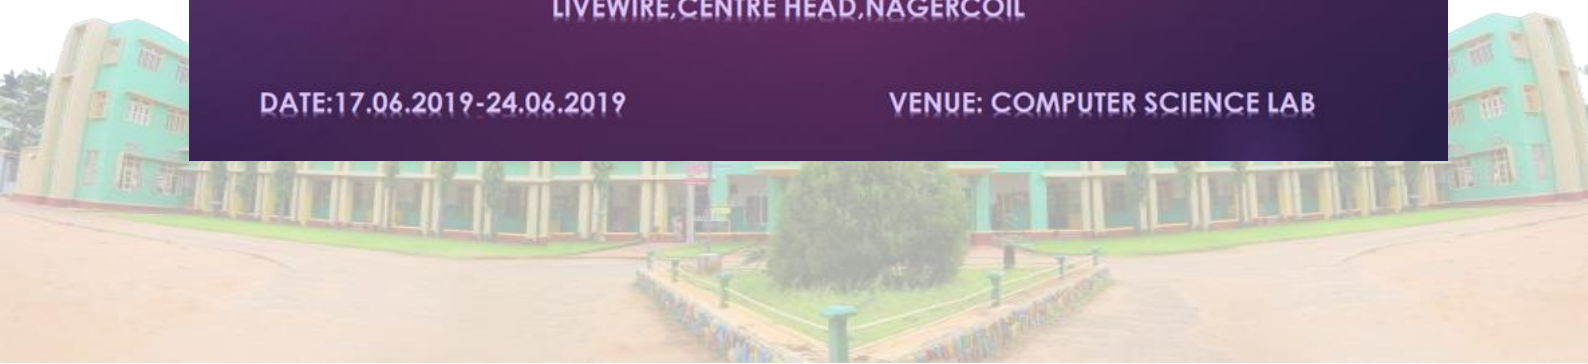 LIVEWIRE,CENTRE HEAD,NAGERCOIL
DATE:17.06.2019-24.06.2019 VENUE: COMPUTER SCIENCE LAB